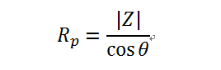 R_p = |Z| / cos θ